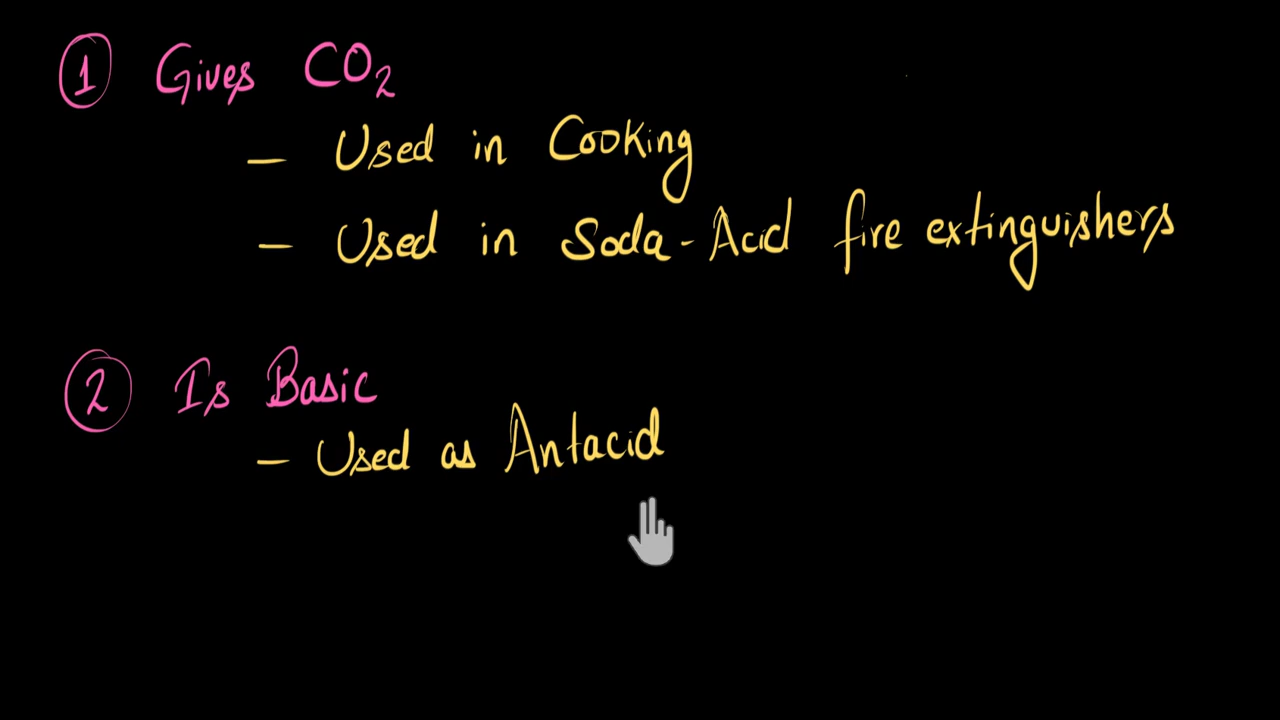 ① Gives CO₂
– Used in Cooking
– Used in Soda-Acid fire extinguishers
② Is Basic
– Used as Antacid